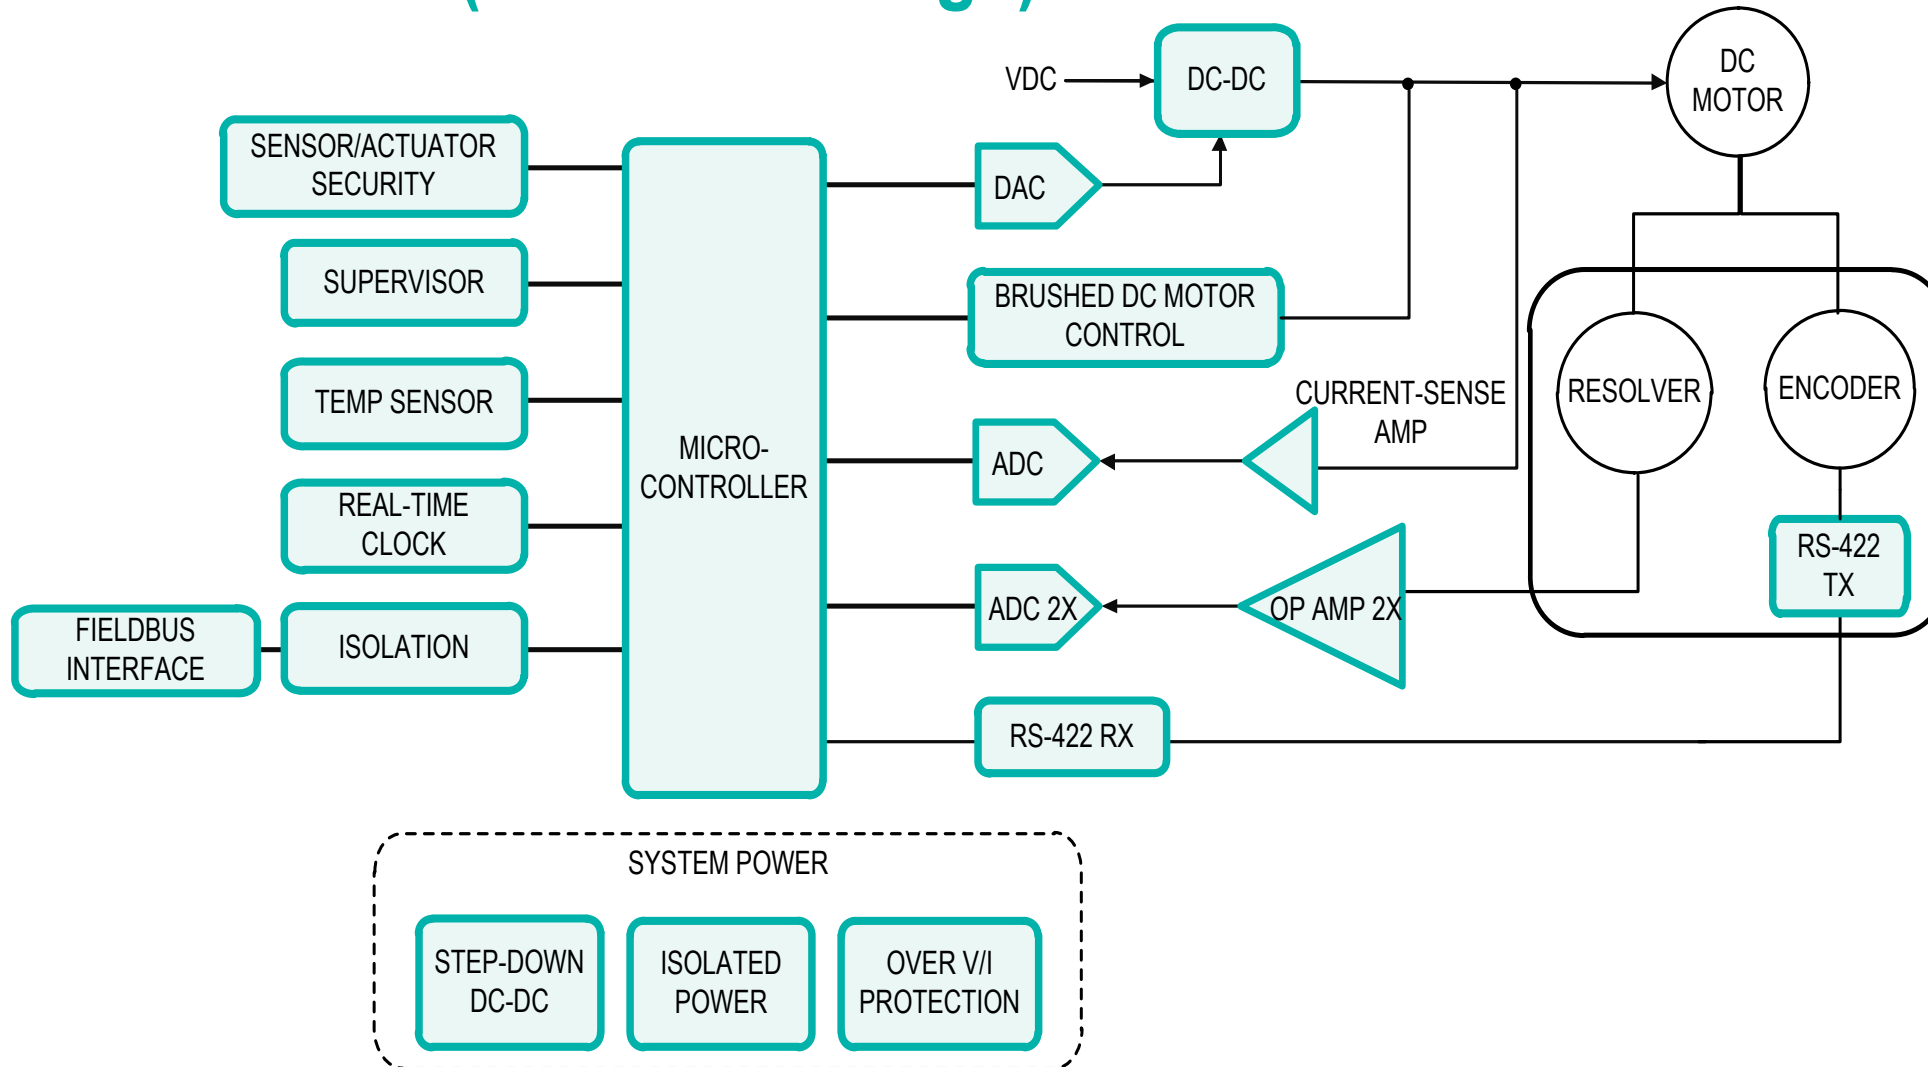 VDC
DC-DC
DC
MOTOR
SENSOR/ACTUATOR
SECURITY
DAC
SUPERVISOR
BRUSHED DC MOTOR
CONTROL
TEMP SENSOR
CURRENT-SENSE
AMP
RESOLVER
ENCODER
MICRO-
CONTROLLER
ADC
REAL-TIME
CLOCK
RS-422
TX
ADC 2X
OP AMP 2X
FIELDBUS
INTERFACE
ISOLATION
RS-422 RX
SYSTEM POWER
STEP-DOWN
DC-DC
ISOLATED
POWER
OVER V/I
PROTECTION